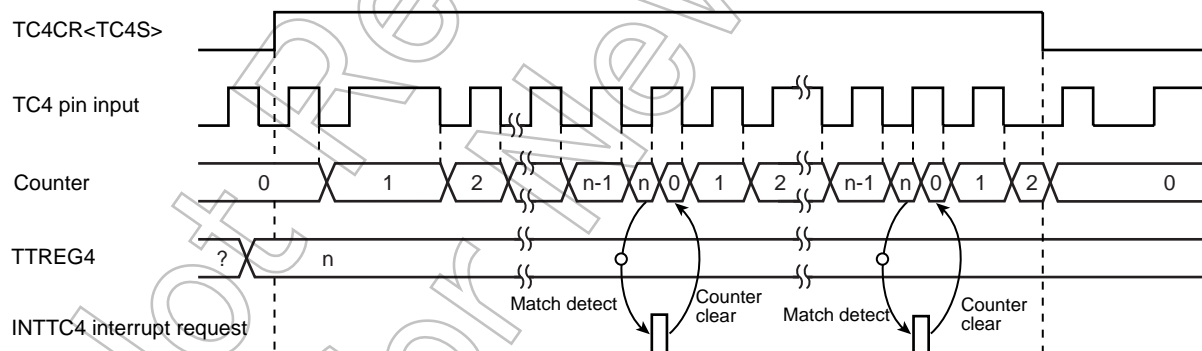 TC4CR<TC4S>
TC4 pin input
Counter 0 1 2 n-1 n 0 1 2 n-1 n 0 1 2 0
TTREG4 ? n
Match detect Counter clear Match detect Counter clear
INTTC4 interrupt request